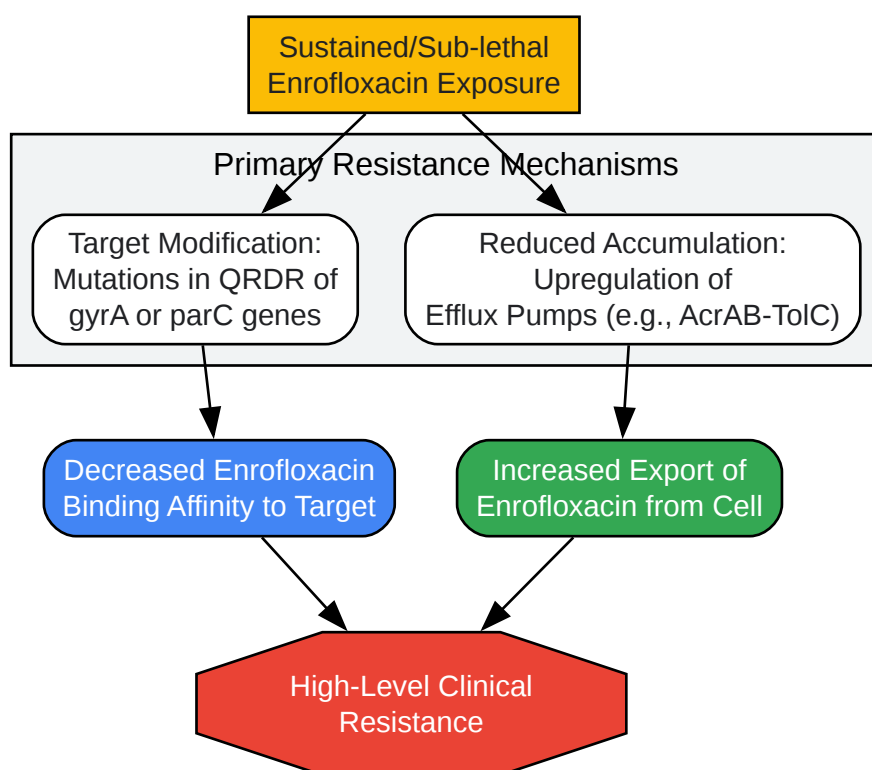 Sustained/Sub-lethal
Enrofloxacin Exposure
Primary Resistance Mechanisms
Target Modification:
Mutations in QRDR of
gyrA or parC genes
Reduced Accumulation:
Upregulation of
Efflux Pumps (e.g., AcrAB-TolC)
Decreased Enrofloxacin
Binding Affinity to Target
Increased Export of
Enrofloxacin from Cell
High-Level Clinical
Resistance